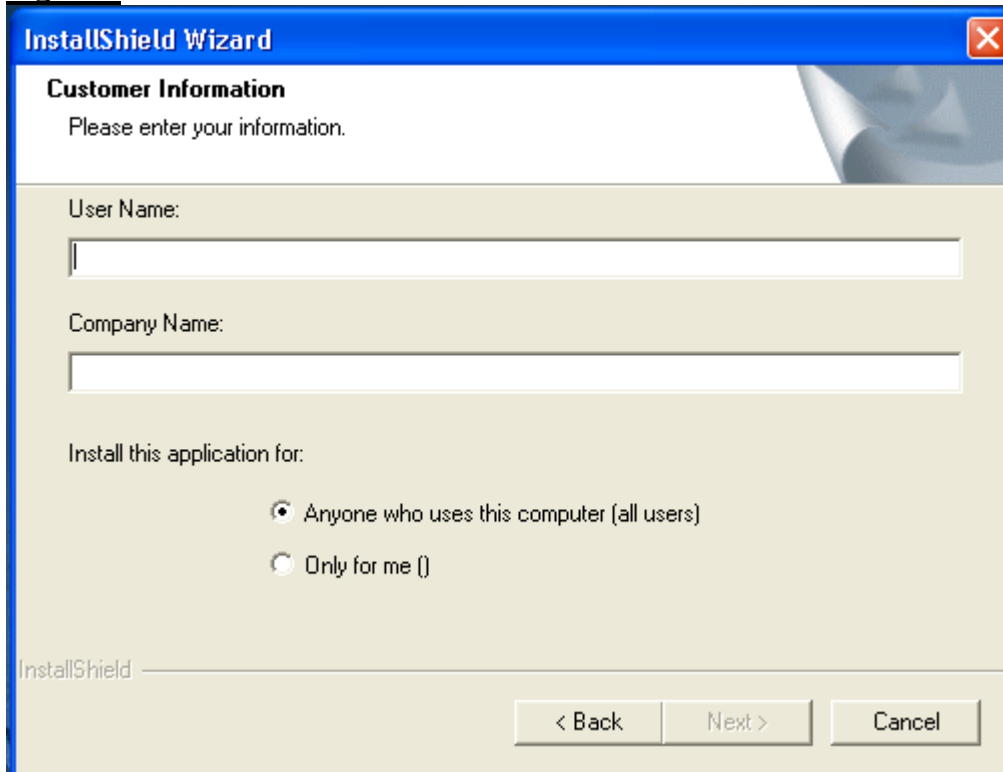 InstallShield Wizard
Customer Information
Please enter your information.
User Name:
Company Name:
Install this application for:
Anyone who uses this computer (all users)
Only for me ()
InstallShield
< Back Next > Cancel